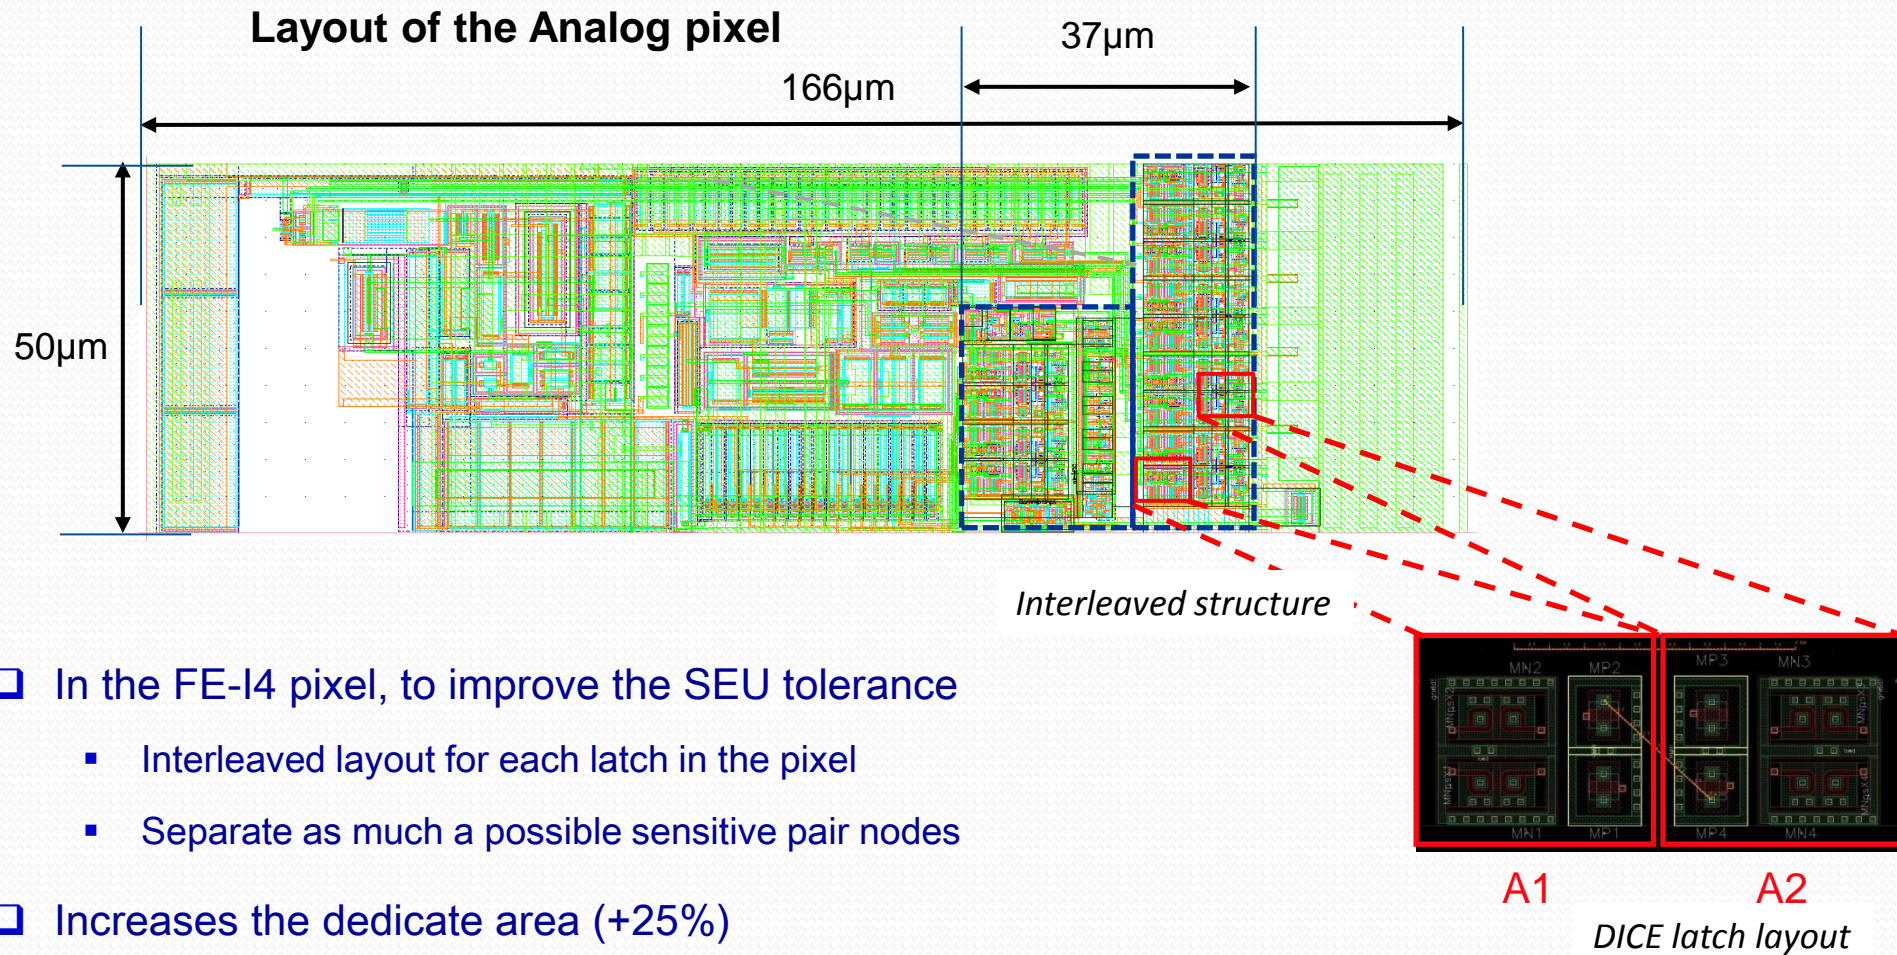 Layout of the Analog pixel
37µm
166µm
50µm
Interleaved structure
MN2 MP2 MP3 MN3
MN1 MP1 MP4 MN4
A1 A2
DICE latch layout
In the FE-I4 pixel, to improve the SEU tolerance
Interleaved layout for each latch in the pixel
Separate as much a possible sensitive pair nodes
Increases the dedicate area (+25%)